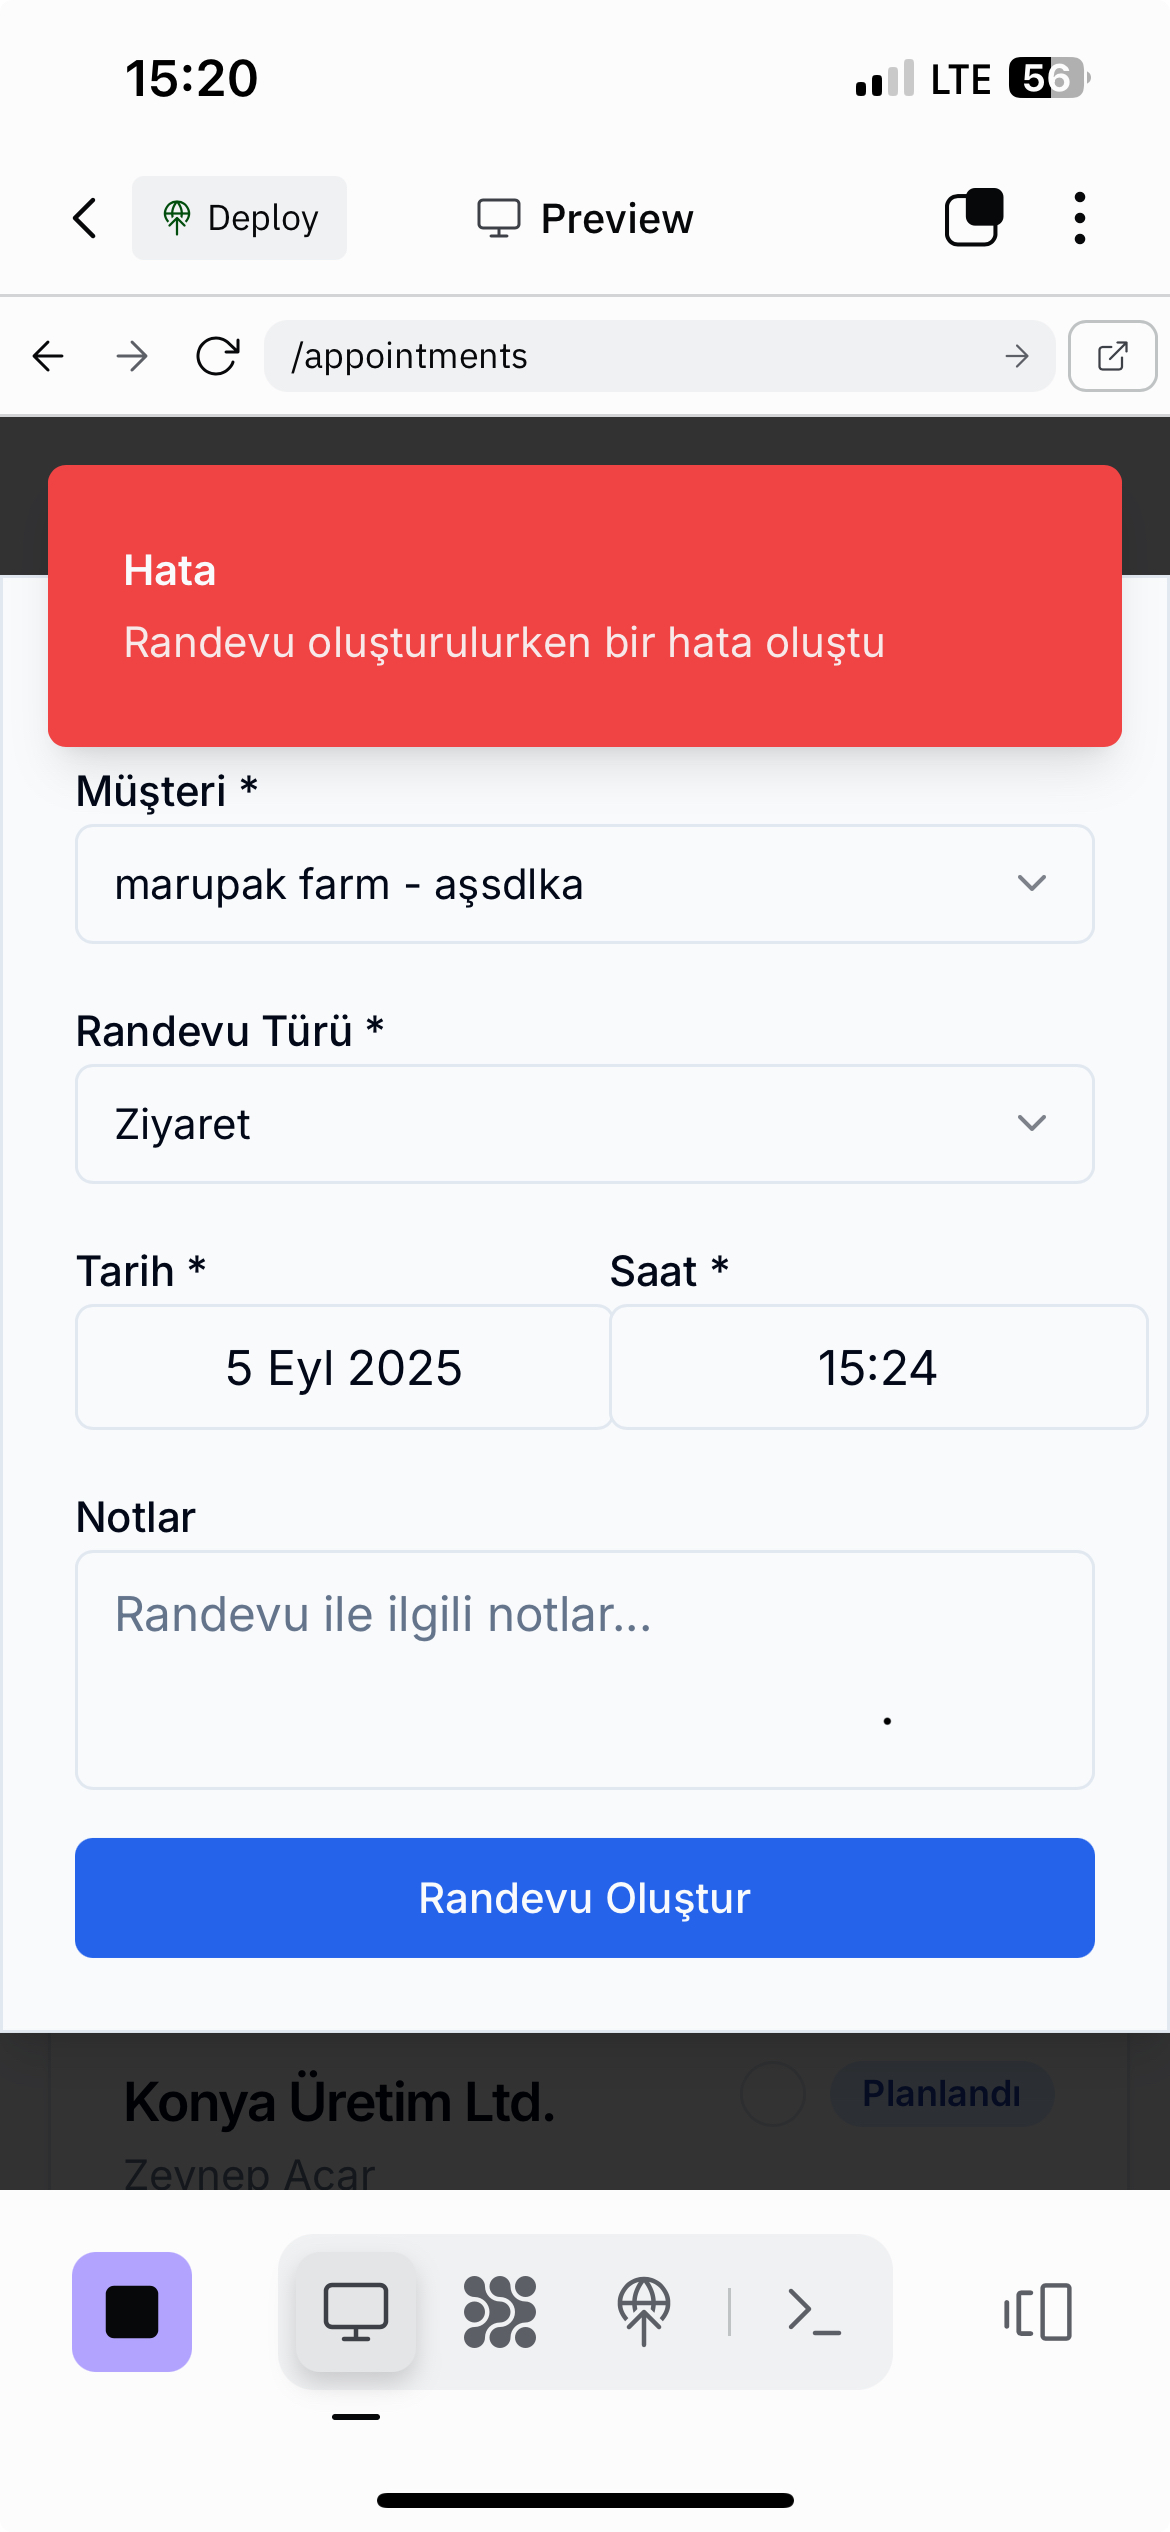 15:20
LTE 56
Deploy
Preview
/appointments
Hata
Randevu oluşturulurken bir hata oluştu
Müşteri *
marupak farm - aşsdlka
Randevu Türü *
Ziyaret
Tarih * Saat *
5 Eyl 2025 15:24
Notlar
Randevu ile ilgili notlar...
Randevu Oluştur
Konya Üretim Ltd. Planlandı
Zeynep Acar